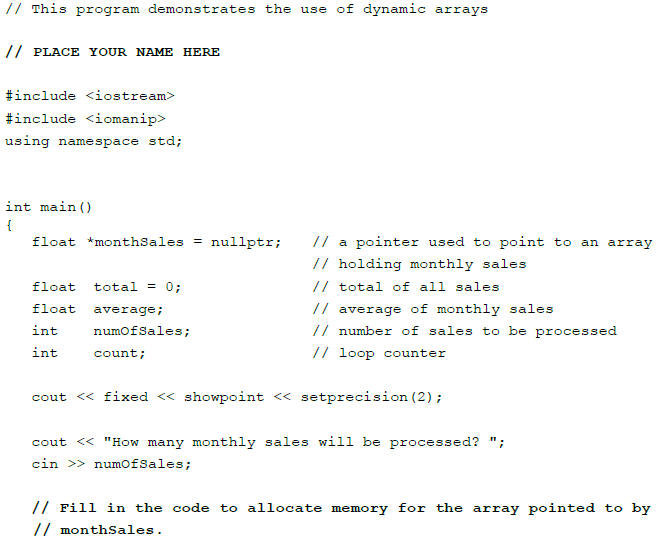 // This program demonstrates the use of dynamic arrays
// PLACE YOUR NAME HERE
#include <iostream>
#include <iomanip>
using namespace std;
int main()
{
float *monthSales = nullptr; // a pointer used to point to an array
// holding monthly sales
float total = 0; // total of all sales
float average; // average of monthly sales
int numOfSales; // number of sales to be processed
int count; // loop counter
cout << fixed << showpoint << setprecision(2);
cout << "How many monthly sales will be processed? ";
cin >> numOfSales;
// Fill in the code to allocate memory for the array pointed to by
// monthSales.